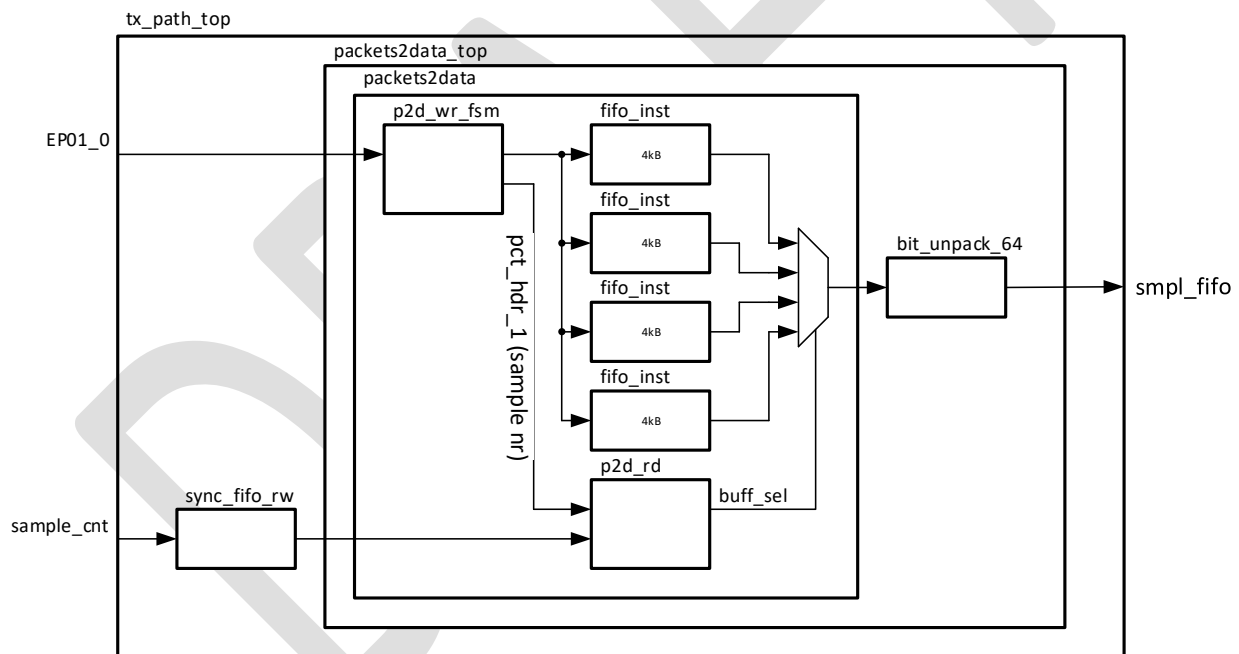 tx_path_top
packets2data_top
packets2data
p2d_wr_fsm
fifo_inst
EP01_0
4kB
fifo_inst
4kB
pct_hdr_1 (sample nr)
bit_unpack_64
smpl_fifo
fifo_inst
4kB
fifo_inst
4kB
p2d_rd
buff_sel
sync_fifo_rw
sample_cnt